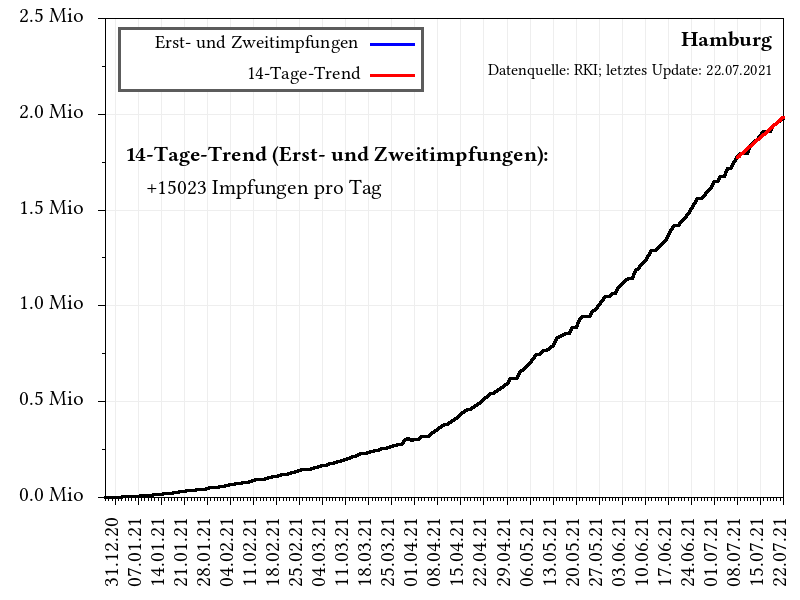 2.5 Mio
2.0 Mio
1.5 Mio
1.0 Mio
0.5 Mio
0.0 Mio
Erst- und Zweitimpfungen
14-Tage-Trend
Hamburg
Datenquelle: RKI; letztes Update: 22.07.2021
14-Tage-Trend (Erst- und Zweitimpfungen):
+15023 Impfungen pro Tag
31.12.20
07.01.21
14.01.21
21.01.21
28.01.21
04.02.21
11.02.21
18.02.21
25.02.21
04.03.21
11.03.21
18.03.21
25.03.21
01.04.21
08.04.21
15.04.21
22.04.21
29.04.21
06.05.21
13.05.21
20.05.21
27.05.21
03.06.21
10.06.21
17.06.21
24.06.21
01.07.21
08.07.21
15.07.21
22.07.21